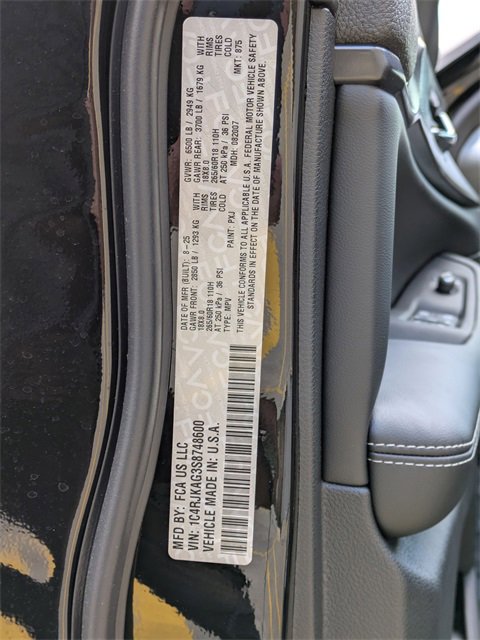 MFD BY: FCA US LLC
VIN: 1C4RJKAG3S8748600
VEHICLE MADE IN: U.S.A.
DATE OF MFR (BUILT): 8-25
GAWR FRONT: 2850 LB / 1293 KG WITH
18X8.0 RIMS
265/60R18 110H TIRES
AT 250 kPa / 36 PSI COLD
TYPE: MPV PAINT: PXJ
GVWR: 6500 LB / 2949 KG
GAWR REAR: 3700 LB / 1679 KG WITH
18X8.0 RIMS
265/60R18 110H TIRES
AT 250 kPa / 36 PSI COLD
MDH: 082007 MKT: 875
THIS VEHICLE CONFORMS TO ALL APPLICABLE U.S.A. FEDERAL MOTOR VEHICLE SAFETY
STANDARDS IN EFFECT ON THE DATE OF MANUFACTURE SHOWN ABOVE.